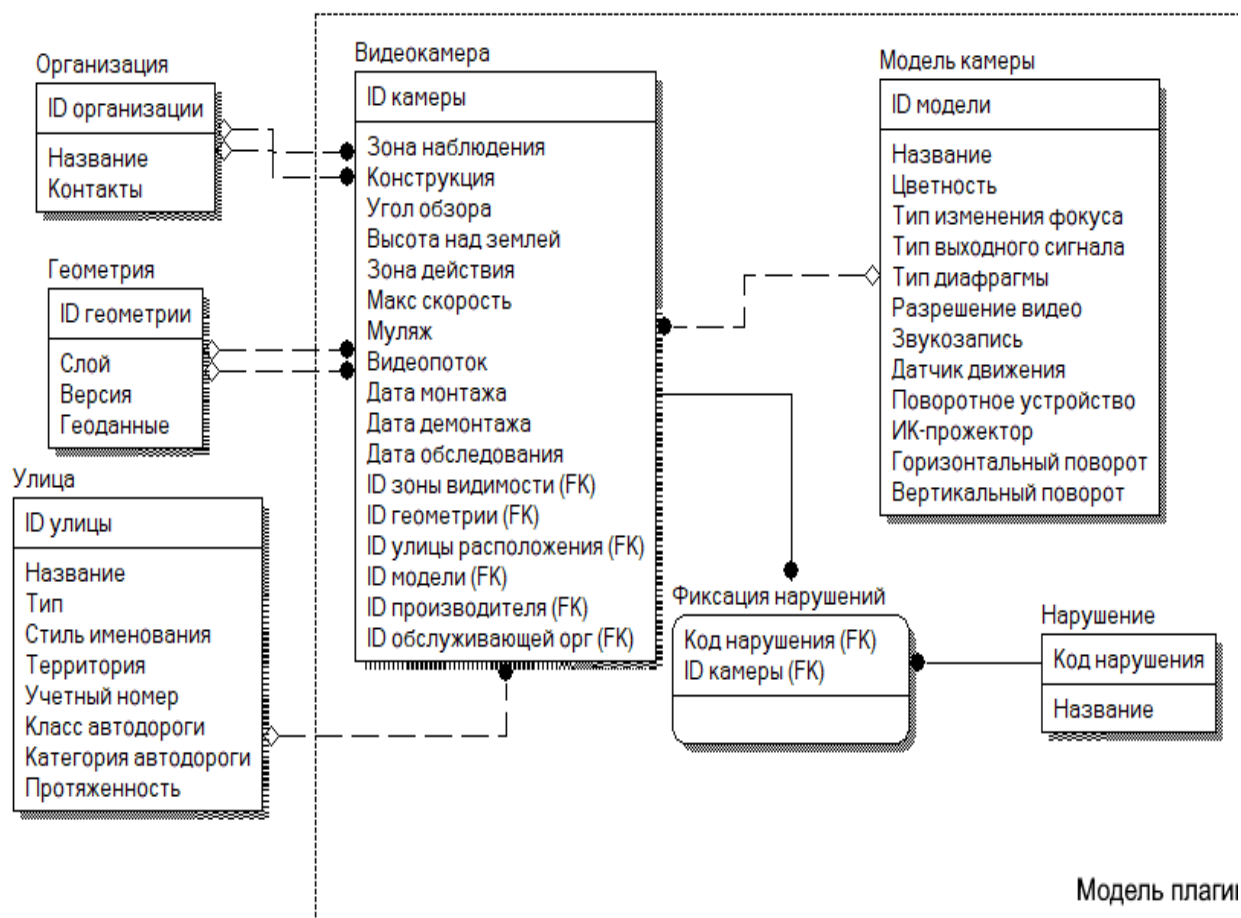 Организация
ID организации
Название
Контакты
Геометрия
ID геометрии
Слой
Версия
Геоданные
Улица
ID улицы
Название
Тип
Стиль именования
Территория
Учетный номер
Класс автодороги
Категория автодороги
Протяженность
Видеокамера
ID камеры
Зона наблюдения
Конструкция
Угол обзора
Высота над землей
Зона действия
Макс скорость
Муляж
Видеопоток
Дата монтажа
Дата демонтажа
Дата обследования
ID зоны видимости (FK)
ID геометрии (FK)
ID улицы расположения (FK)
ID модели (FK)
ID производителя (FK)
ID обслуживающей орг (FK)
Модель камеры
ID модели
Название
Цветность
Тип изменения фокуса
Тип выходного сигнала
Тип диафрагмы
Разрешение видео
Звукозапись
Датчик движения
Поворотное устройство
ИК-прожектор
Горизонтальный поворот
Вертикальный поворот
Фиксация нарушений
Код нарушения (FK)
ID камеры (FK)
Нарушение
Код нарушения
Название
Модель